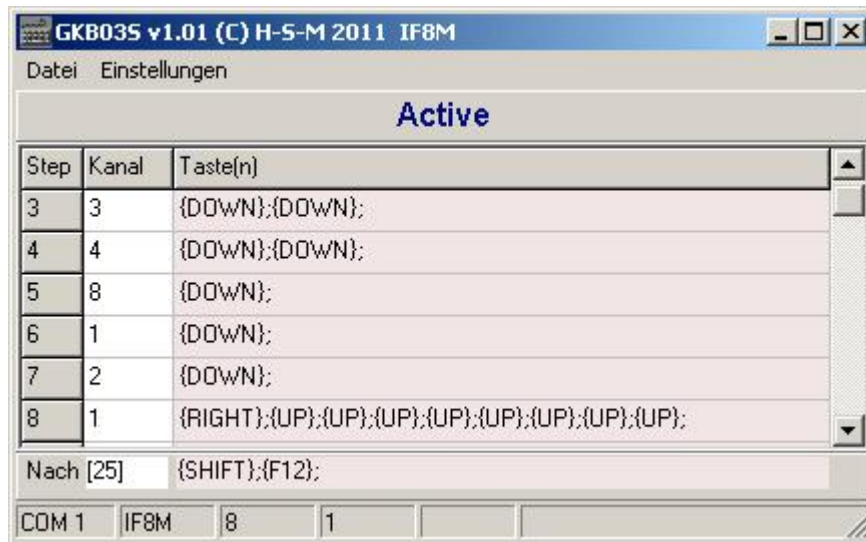 GKB03S v1.01 (C) H-S-M 2011 IF8M
Datei Einstellungen
Active
Step Kanal Taste(n)
3 3 {DOWN};{DOWN};
4 4 {DOWN};{DOWN};
5 8 {DOWN};
6 1 {DOWN};
7 2 {DOWN};
8 1 {RIGHT};{UP};{UP};{UP};{UP};{UP};{UP};{UP};{UP};
Nach [25] {SHIFT};{F12};
COM 1 IF8M 8 1